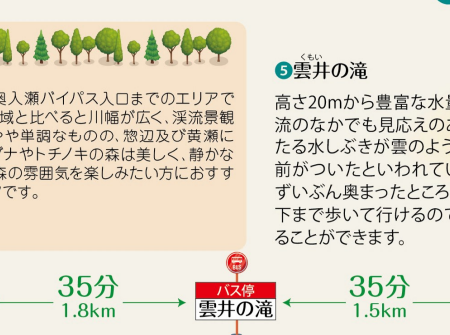 奥入瀬バイパス入口までのエリアで
域と比べると川幅が広く、渓流景観
や単調なものの、惣辺及び黄瀬に
ブナやトチノキの森は美しく、静かな
森の雰囲気を楽しみたい方におすす
です。
くもい
5雲井の滝
高さ20mから豊富な水量
流のなかでも見応えのあ
たる水しぶきが雲のよう
前がついたといわれてい
ずいぶん奥まったところ
下まで歩いて行けるので
ることができます。
BUS
35分
1.8km
バス停
雲井の滝
35分
1.5km